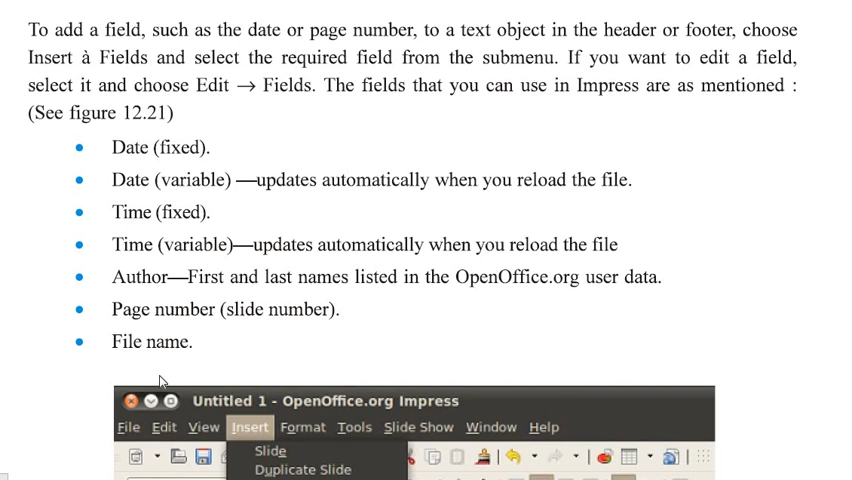 To add a field, such as the date or page number, to a text object in the header or footer, choose
Insert à Fields and select the required field from the submenu. If you want to edit a field,
select it and choose Edit → Fields. The fields that you can use in Impress are as mentioned :
(See figure 12.21)
• Date (fixed).
• Date (variable) —updates automatically when you reload the file.
• Time (fixed).
• Time (variable)—updates automatically when you reload the file
• Author—First and last names listed in the OpenOffice.org user data.
• Page number (slide number).
• File name.
Untitled 1 - OpenOffice.org Impress
File Edit View Insert Format Tools Slide Show Window Help
Slide
Duplicate Slide